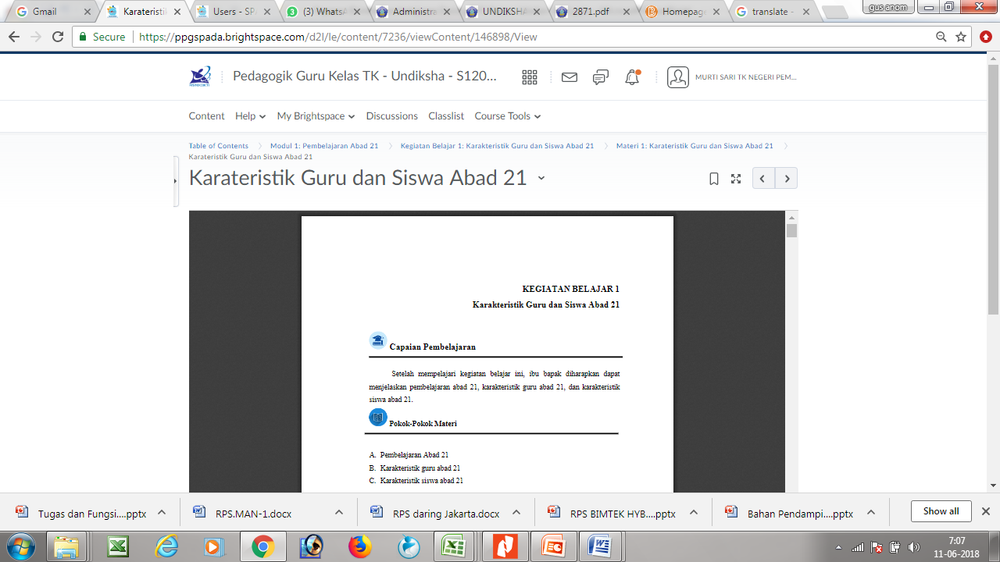 Gmail
Karateristik
Users - SPA
(3) WhatsA
Administra
UNDIKSHA
2871.pdf
Homepage
translate -
gus anom
Secure
https://ppgspada.brightspace.com/d2l/le/content/7236/viewContent/146898/View
RISTEKDIKTI
Pedagogik Guru Kelas TK - Undiksha - S120...
MURTI SARI TK NEGERI PEM...
Content Help My Brightspace Discussions Classlist Course Tools
Table of Contents Modul 1: Pembelajaran Abad 21 Kegiatan Belajar 1: Karakteristik Guru dan Siswa Abad 21 Materi 1: Karateristik Guru dan Siswa Abad 21
Karateristik Guru dan Siswa Abad 21
Karateristik Guru dan Siswa Abad 21
KEGIATAN BELAJAR 1
Karakteristik Guru dan Siswa Abad 21
Capaian Pembelajaran
Setelah mempelajari kegiatan belajar ini, ibu bapak diharapkan dapat
menjelaskan pembelajaran abad 21, karakteristik guru abad 21, dan karakteristik
siswa abad 21.
Pokok-Pokok Materi
A. Pembelajaran Abad 21
B. Karakteristik guru abad 21
C. Karakteristik siswa abad 21
Tugas dan Fungsi....pptx
RPS.MAN-1.docx
RPS daring Jakarta.docx
RPS BIMTEK HYB....pptx
Bahan Pendampi....pptx
Show all
7:07
11-06-2018